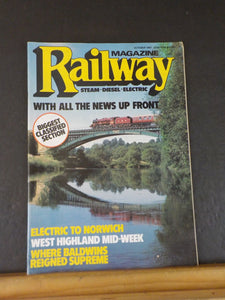 MAGAZINE
Railway
STEAM·DIESEL·ELECTRIC
WITH ALL THE NEWS UP FRONT
BIGGEST
CLASSIFIED
SECTION
ELECTRIC TO NORWICH
WEST HIGHLAND MID-WEEK
WHERE BALDWINS
REIGNED SUPREME